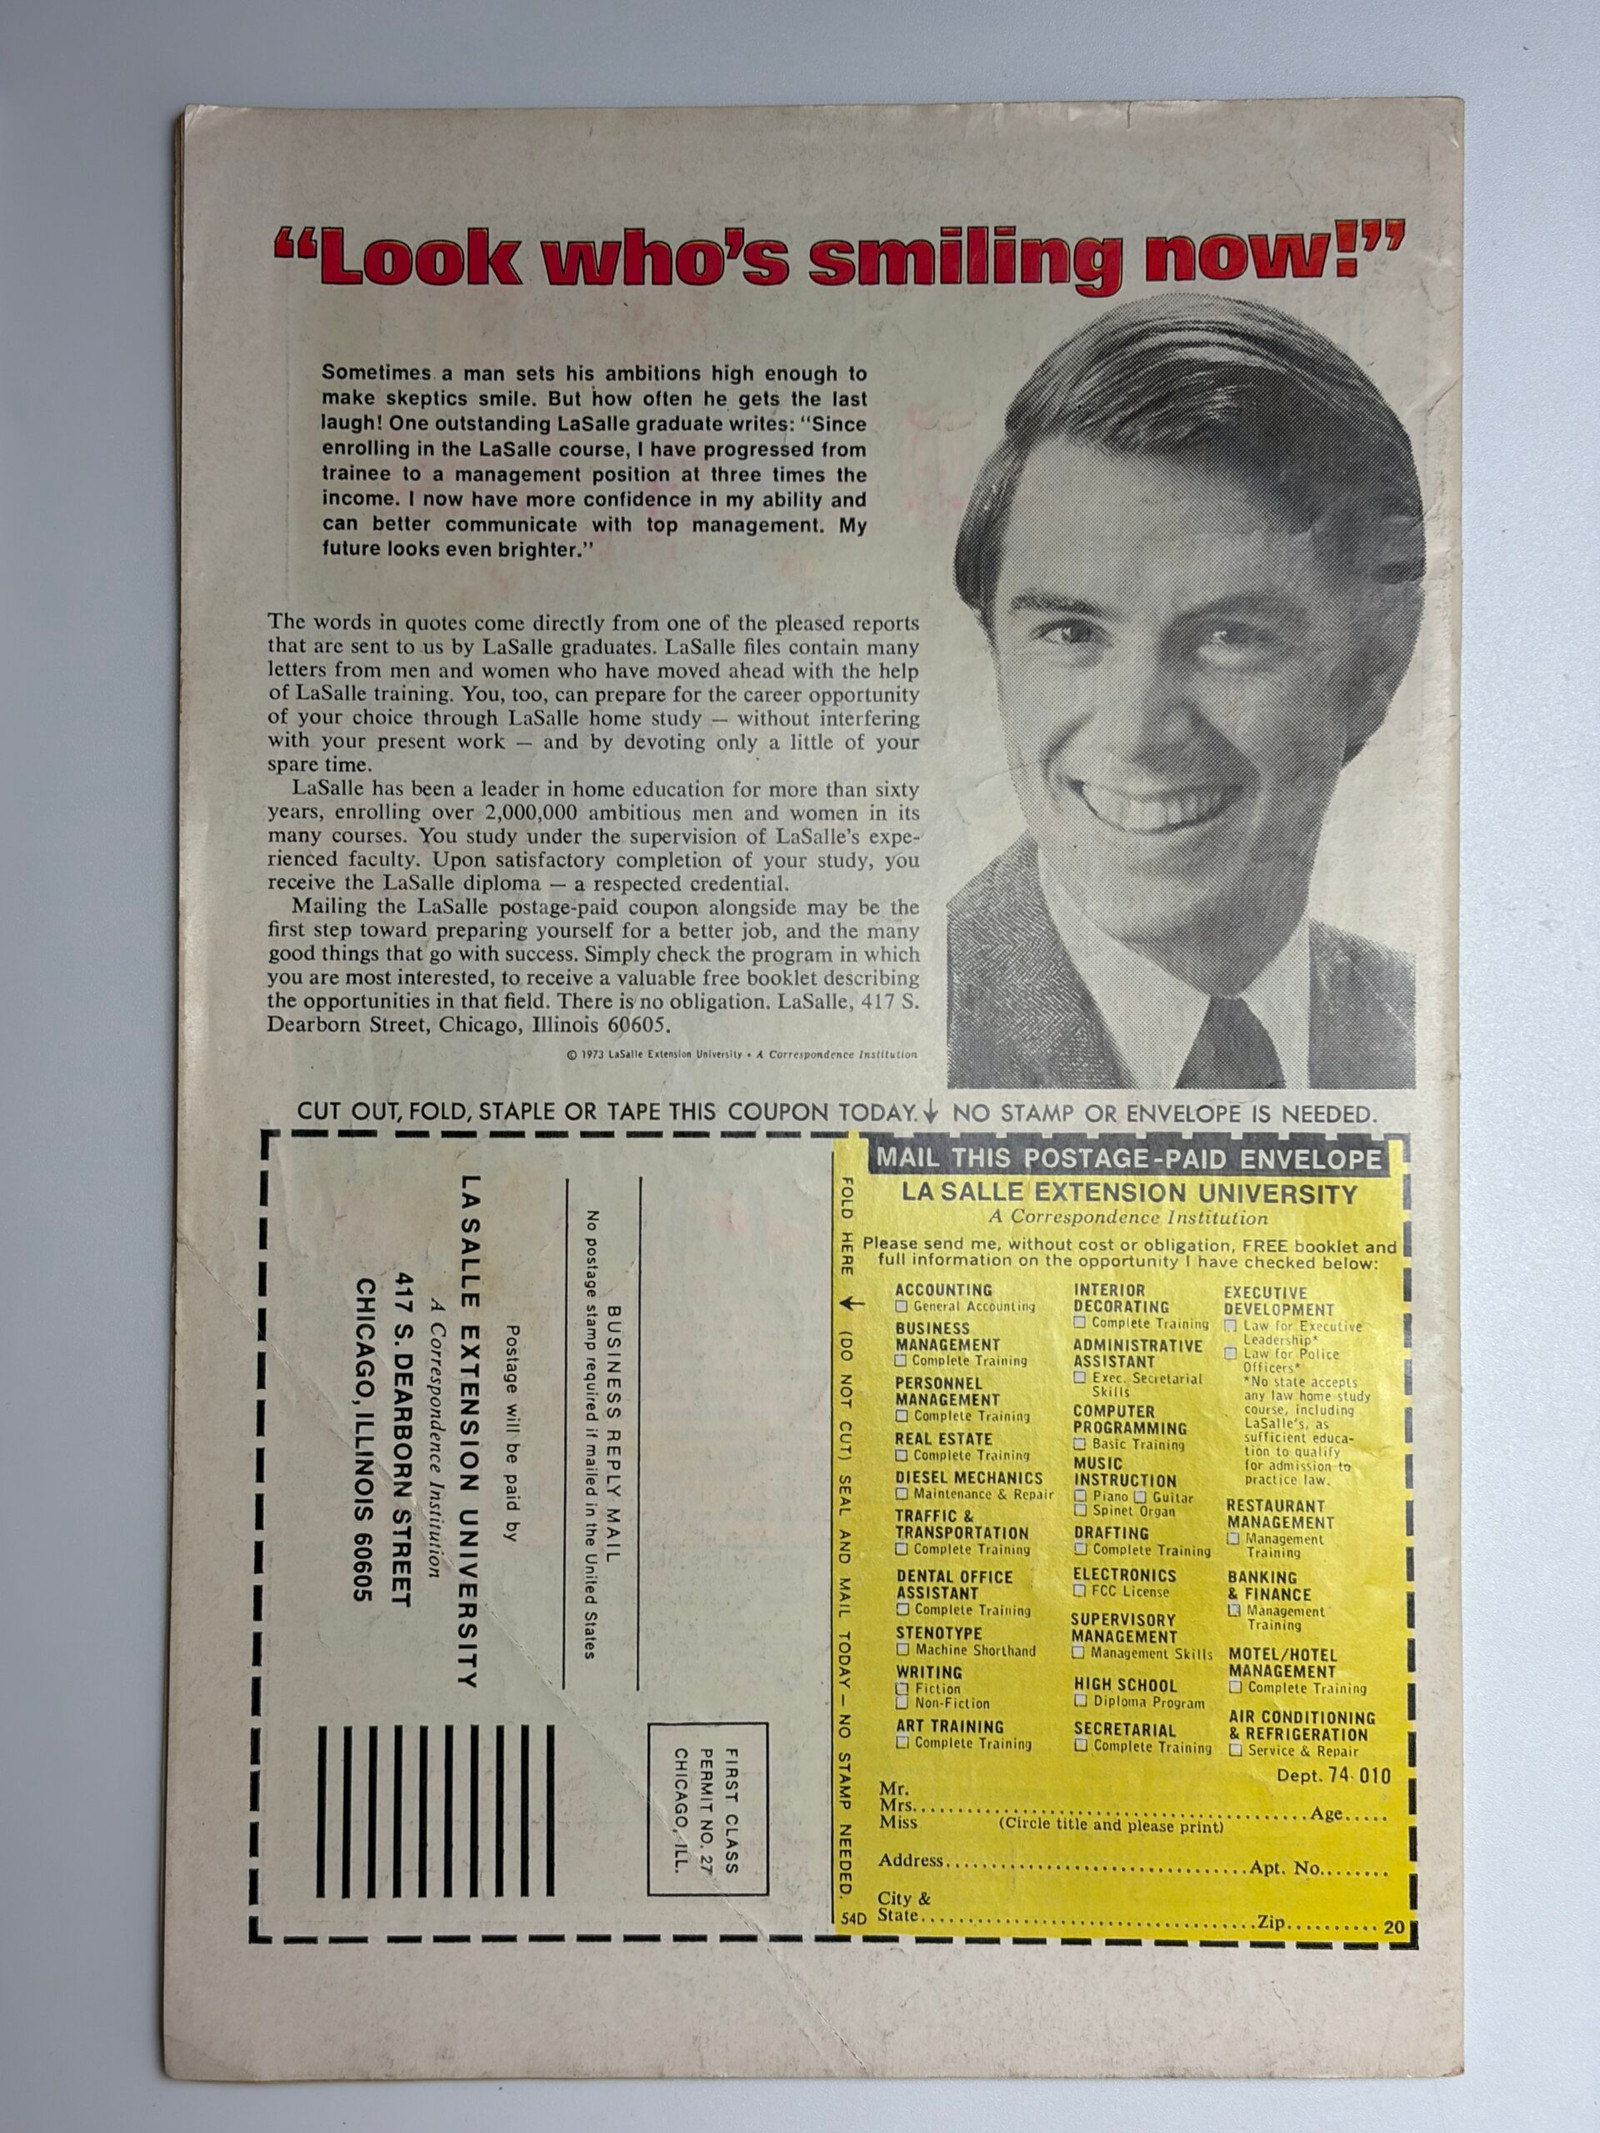 “Look who’s smiling now!”
Sometimes a man sets his ambitions high enough to
make skeptics smile. But how often he gets the last
laugh! One outstanding LaSalle graduate writes: “Since
enrolling in the LaSalle course, I have progressed from
trainee to a management position at three times the
income. I now have more confidence in my ability and
can better communicate with top management. My
future looks even brighter.”
The words in quotes come directly from one of the pleased reports
that are sent to us by LaSalle graduates. LaSalle files contain many
letters from men and women who have moved ahead with the help
of LaSalle training. You, too, can prepare for the career opportunity
of your choice through LaSalle home study — without interfering
with your present work — and by devoting only a little of your
spare time.
LaSalle has been a leader in home education for more than sixty
years, enrolling over 2,000,000 ambitious men and women in its
many courses. You study under the supervision of LaSalle’s expe-
rienced faculty. Upon satisfactory completion of your study, you
receive the LaSalle diploma — a respected credential.
Mailing the LaSalle postage-paid coupon alongside may be the
first step toward preparing yourself for a better job, and the many
good things that go with success. Simply check the program in which
you are most interested, to receive a valuable free booklet describing
the opportunities in that field. There is no obligation. LaSalle, 417 S.
Dearborn Street, Chicago, Illinois 60605.
© 1973 LaSalle Extension University • A Correspondence Institution
CUT OUT, FOLD, STAPLE OR TAPE THIS COUPON TODAY.↓ NO STAMP OR ENVELOPE IS NEEDED.
FIRST CLASS
PERMIT NO. 27
CHICAGO, ILL.
BUSINESS REPLY MAIL
No postage stamp required if mailed in the United States
Postage will be paid by
LA SALLE EXTENSION UNIVERSITY
A Correspondence Institution
417 S. DEARBORN STREET
CHICAGO, ILLINOIS 60605
FOLD HERE ↓ (DO NOT CUT) SEAL AND MAIL TODAY — NO STAMP NEEDED.
54D
MAIL THIS POSTAGE-PAID ENVELOPE
LA SALLE EXTENSION UNIVERSITY
A Correspondence Institution
Please send me, without cost or obligation, FREE booklet and
full information on the opportunity I have checked below:
ACCOUNTING
☐ General Accounting
BUSINESS
MANAGEMENT
☐ Complete Training
PERSONNEL
MANAGEMENT
☐ Complete Training
REAL ESTATE
☐ Complete Training
DIESEL MECHANICS
☐ Maintenance & Repair
TRAFFIC &
TRANSPORTATION
☐ Complete Training
DENTAL OFFICE
ASSISTANT
☐ Complete Training
STENOTYPE
☐ Machine Shorthand
WRITING
☐ Fiction
☐ Non-Fiction
ART TRAINING
☐ Complete Training
INTERIOR
DECORATING
☐ Complete Training
ADMINISTRATIVE
ASSISTANT
☐ Exec. Secretarial
Skills
COMPUTER
PROGRAMMING
☐ Basic Training
MUSIC
INSTRUCTION
☐ Piano ☐ Guitar
☐ Spinet Organ
DRAFTING
☐ Complete Training
ELECTRONICS
☐ FCC License
SUPERVISORY
MANAGEMENT
☐ Management Skills
HIGH SCHOOL
☐ Diploma Program
SECRETARIAL
☐ Complete Training
EXECUTIVE
DEVELOPMENT
☐ Law for Executive
Leadership*
☐ Law for Police
Officers*
*No state accepts
any law home study
course, including
LaSalle's, as
sufficient educa-
tion to qualify
for admission to
practice law.
RESTAURANT
MANAGEMENT
☐ Management
Training
BANKING
& FINANCE
☐ Management
Training
MOTEL/HOTEL
MANAGEMENT
☐ Complete Training
AIR CONDITIONING
& REFRIGERATION
☐ Service & Repair
Dept. 74-010
Mr.
Mrs. ........ Age.....
Miss (Circle title and please print)
Address........ Apt. No........
City &
State........ Zip.......... 20